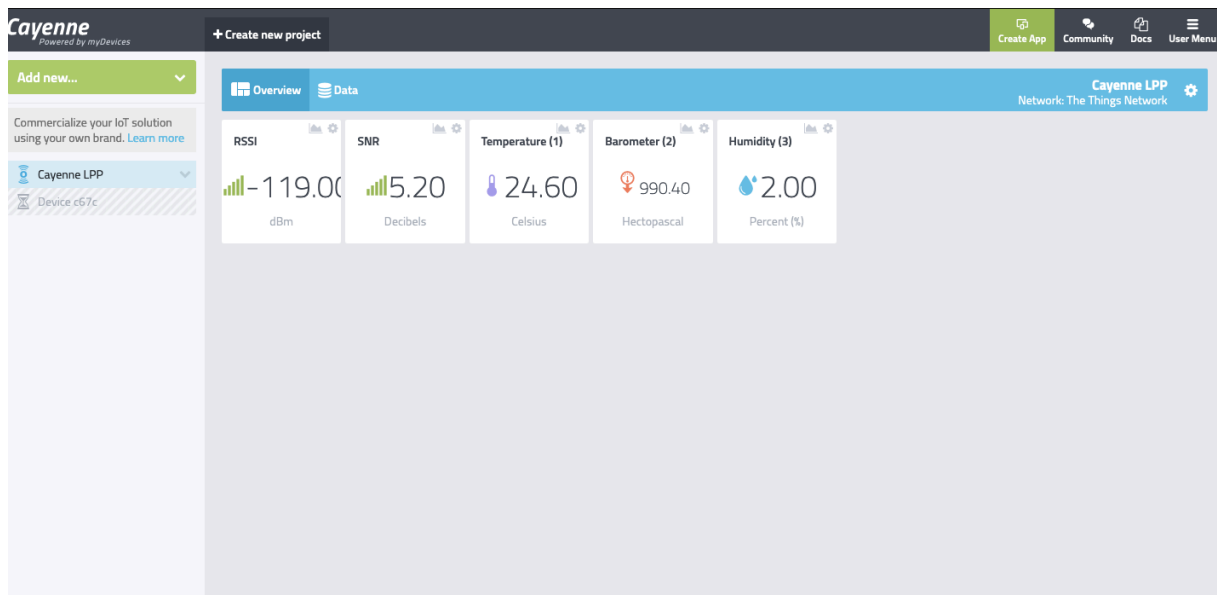 Cayenne
Powered by myDevices
+ Create new project
Create App
Community
Docs
User Menu
Add new...
Commercialize your IoT solution
using your own brand. Learn more
Cayenne LPP
Device c67c
Overview
Data
Cayenne LPP
Network: The Things Network
RSSI
-119.00
dBm
SNR
5.20
Decibels
Temperature (1)
24.60
Celsius
Barometer (2)
990.40
Hectopascal
Humidity (3)
2.00
Percent (%)